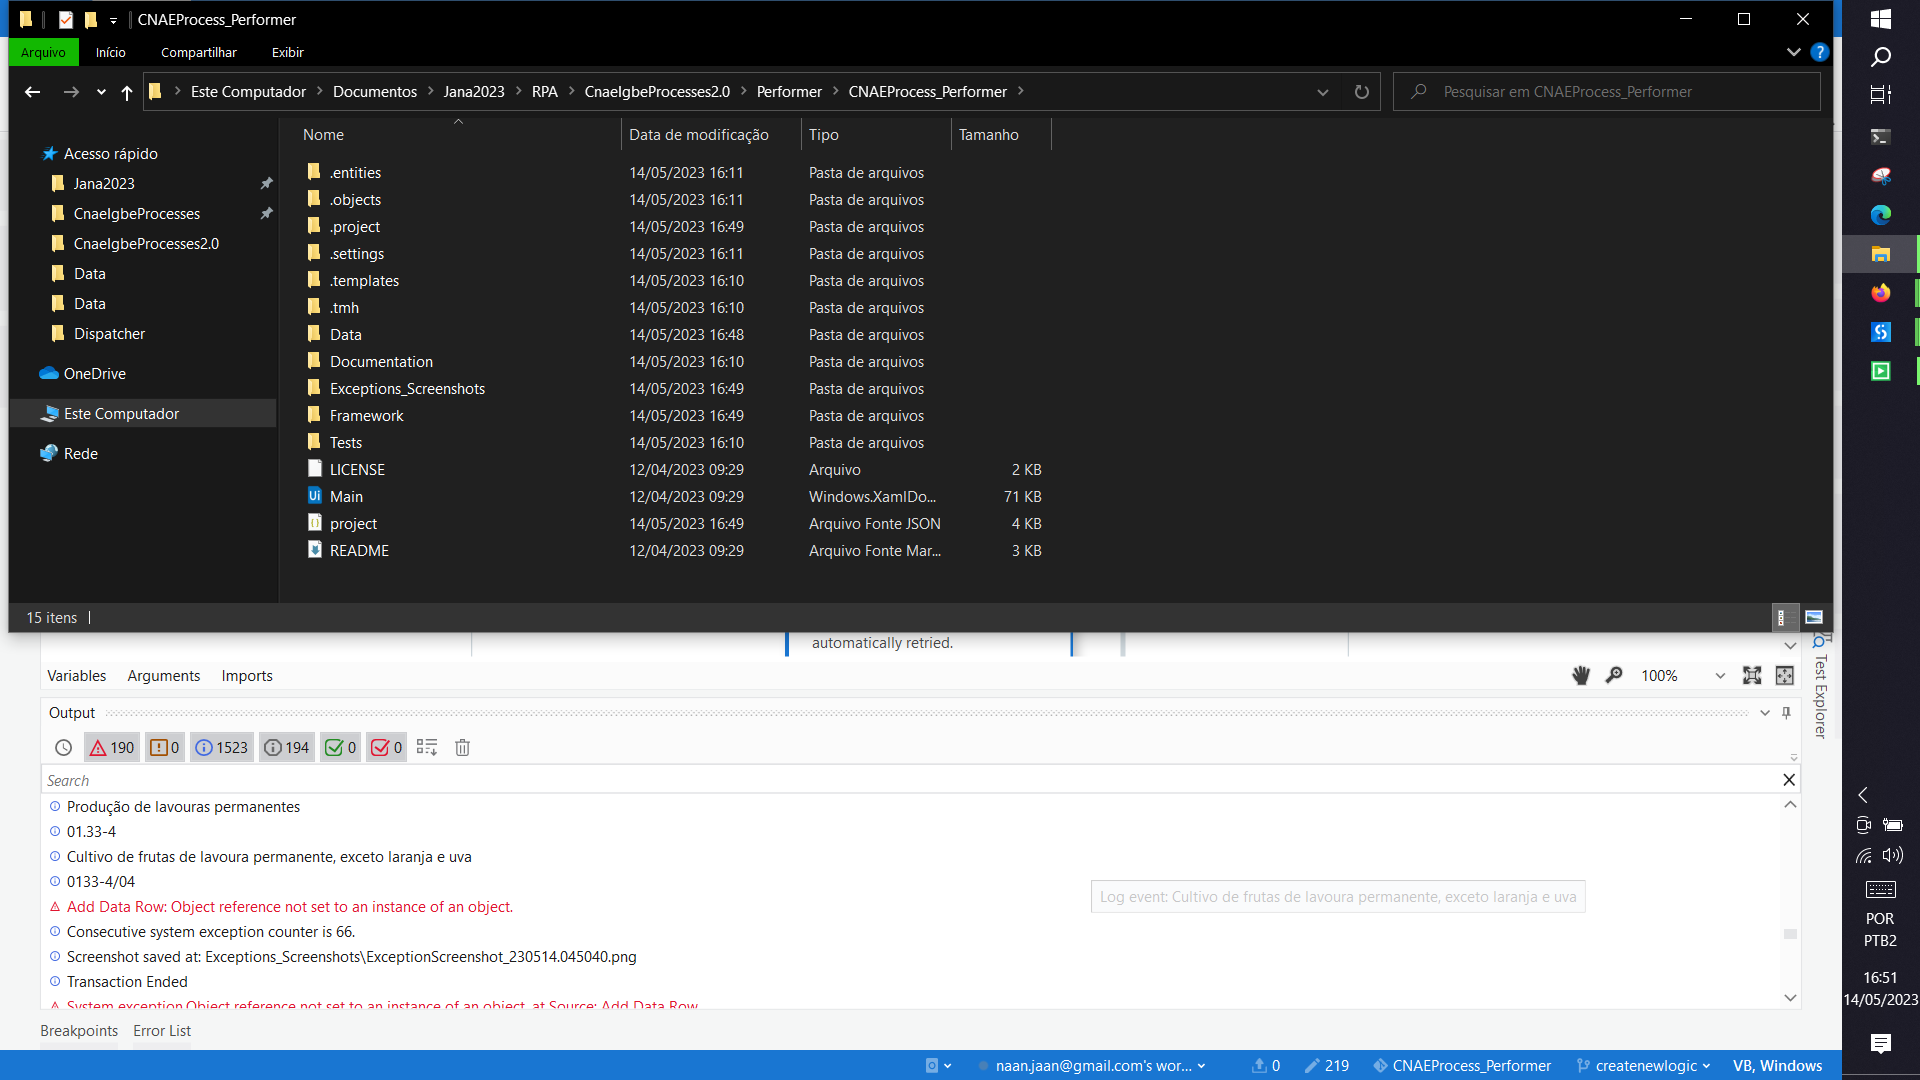 CNAEProcess_Performer
Arquivo Início Compartilhar Exibir ?
Este Computador Documentos Jana2023 RPA CnaeIgbeProcesses2.0 Performer CNAEProcess_Performer Pesquisar em CNAEProcess_Performer
Nome Data de modificação Tipo Tamanho
Acesso rápido
Jana2023
CnaeIgbeProcesses
CnaeIgbeProcesses2.0
Data
Data
Dispatcher
OneDrive
Este Computador
Rede
.entities 14/05/2023 16:11 Pasta de arquivos
.objects 14/05/2023 16:11 Pasta de arquivos
.project 14/05/2023 16:49 Pasta de arquivos
.settings 14/05/2023 16:11 Pasta de arquivos
.templates 14/05/2023 16:10 Pasta de arquivos
.tmh 14/05/2023 16:10 Pasta de arquivos
Data 14/05/2023 16:48 Pasta de arquivos
Documentation 14/05/2023 16:10 Pasta de arquivos
Exceptions_Screenshots 14/05/2023 16:49 Pasta de arquivos
Framework 14/05/2023 16:49 Pasta de arquivos
Tests 14/05/2023 16:10 Pasta de arquivos
LICENSE 12/04/2023 09:29 Arquivo 2 KB
Main 12/04/2023 09:29 Windows.XamlDo... 71 KB
project 14/05/2023 16:49 Arquivo Fonte JSON 4 KB
README 12/04/2023 09:29 Arquivo Fonte Mar... 3 KB
15 itens
automatically retried.
Variables Arguments Imports 100%
Test Explorer
Output
190 0 1523 194 0 0
Search
Produção de lavouras permanentes
01.33-4
Cultivo de frutas de lavoura permanente, exceto laranja e uva
0133-4/04
Log event: Cultivo de frutas de lavoura permanente, exceto laranja e uva
Add Data Row: Object reference not set to an instance of an object.
Consecutive system exception counter is 66.
Screenshot saved at: Exceptions_Screenshots\ExceptionScreenshot_230514.045040.png
Transaction Ended
System exception.Object reference not set to an instance of an object. at Source: Add Data Row
Breakpoints Error List
naan.jaan@gmail.com's wor... 0 219 CNAEProcess_Performer createnewlogic VB, Windows
POR
PTB2
16:51
14/05/2023